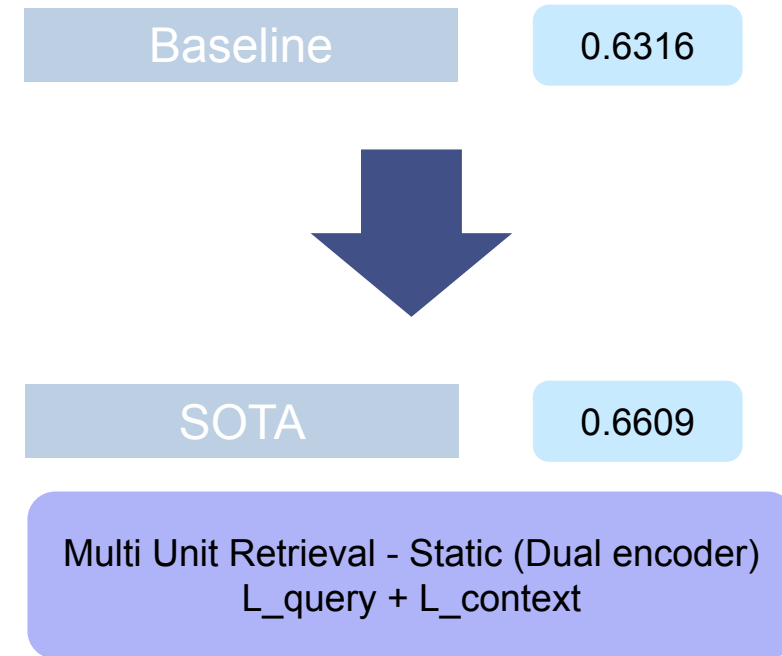 Baseline
0.6316
SOTA
0.6609
Multi Unit Retrieval - Static (Dual encoder)
L_query + L_context